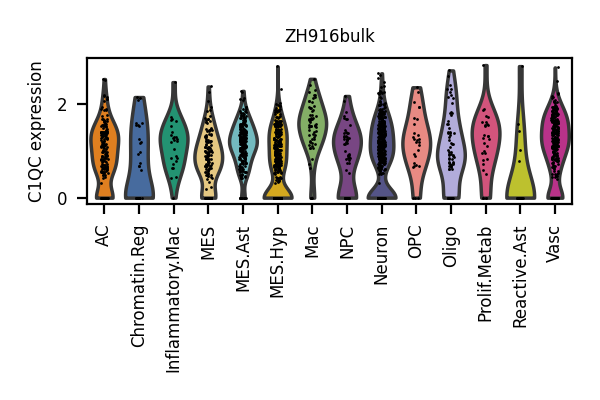 ZH916bulk
C1QC expression
2
0
AC
Chromatin.Reg
Inflammatory.Mac
MES
MES.Ast
MES.Hyp
Mac
NPC
Neuron
OPC
Oligo
Prolif.Metab
Reactive.Ast
Vasc